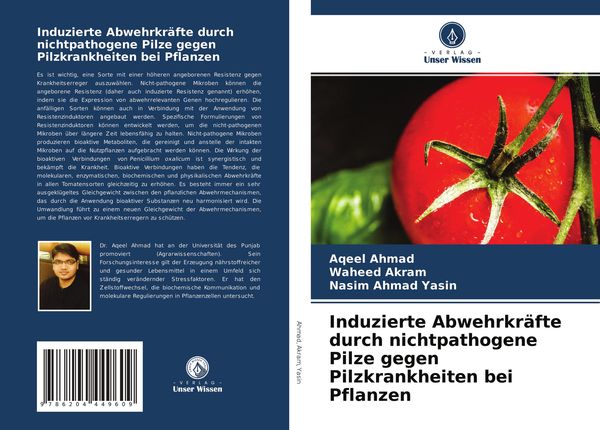 Induzierte Abwehrkräfte durch
nichtpathogene Pilze gegen
Pilzkrankheiten bei Pflanzen
Es ist wichtig, eine Sorte mit einer höheren angeborenen Resistenz gegen
Krankheitserreger auszuwählen. Nicht-pathogene Mikroben können die
angeborene Resistenz (daher auch induzierte Resistenz genannt) erhöhen,
indem sie die Expression von abwehrrelevanten Genen hochregulieren. Die
anfälligen Sorten können auch in Verbindung mit der Anwendung von
Resistenzinduktoren angebaut werden. Spezifische Formulierungen von
Resistenzinduktoren können entwickelt werden, um die nicht-pathogenen
Mikroben über längere Zeit lebensfähig zu halten. Nicht-pathogene Mikroben
produzieren bioaktive Metaboliten, die gereinigt und anstelle der intakten
Mikroben auf die Nutzpflanzen aufgebracht werden können. Die Wirkung der
bioaktiven Verbindungen von Penicillium oxalicum ist synergistisch und
bekämpft die Krankheit. Bioaktive Verbindungen haben die Tendenz, die
molekularen, enzymatischen, biochemischen und physikalischen Abwehrkräfte
in allen Tomatensorten gleichzeitig zu erhöhen. Es besteht immer ein sehr
ausgeklügeltes Gleichgewicht zwischen den pflanzlichen Abwehrmechanismen,
das durch die Anwendung bioaktiver Substanzen neu harmonisiert wird. Die
Umwandlung führt zu einem neuen Gleichgewicht der Abwehrmechanismen,
um die Pflanzen vor Krankheitserregern zu schützen.
Dr. Aqeel Ahmad hat an der Universität des Punjab
promoviert (Agrarwissenschaften). Sein
Forschungsinteresse gilt der Erzeugung nährstoffreicher
und gesunder Lebensmittel in einem Umfeld sich
ständig verändernder Stressfaktoren. Er hat den
Zellstoffwechsel, die biochemische Kommunikation und
molekulare Regulierungen in Pflanzenzellen untersucht.
9 786204 449609
VERLAG
Unser Wissen
Ahmad, Akram, Yasin
VERLAG
Unser Wissen
Aqeel Ahmad
Waheed Akram
Nasim Ahmad Yasin
Induzierte Abwehrkräfte
durch nichtpathogene
Pilze gegen
Pilzkrankheiten bei
Pflanzen